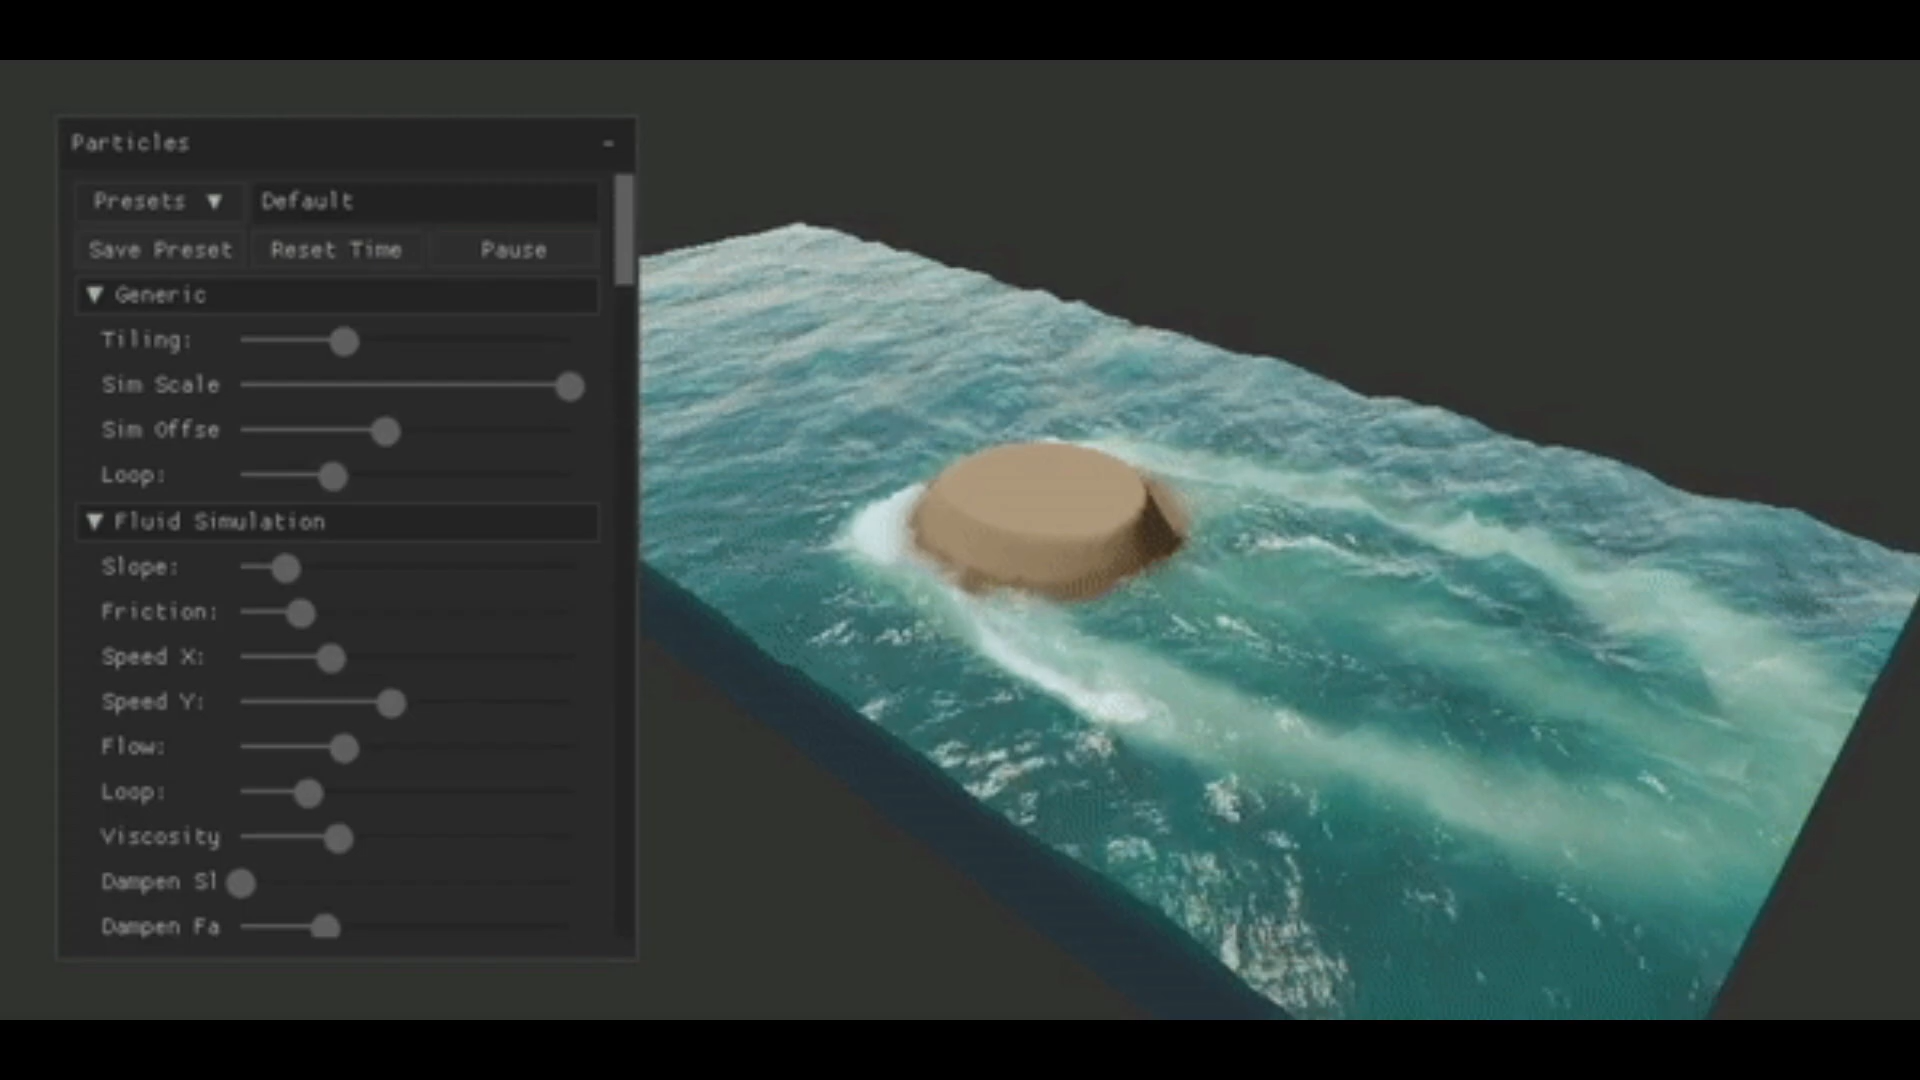 Particles
Presets ▼ Default
Save Preset Reset Time Pause
▼ Generic
Tiling:
Sim Scale
Sim Offse
Loop:
▼ Fluid Simulation
Slope:
Friction:
Speed X:
Speed Y:
Flow:
Loop:
Viscosity
Dampen Sl
Dampen Fa